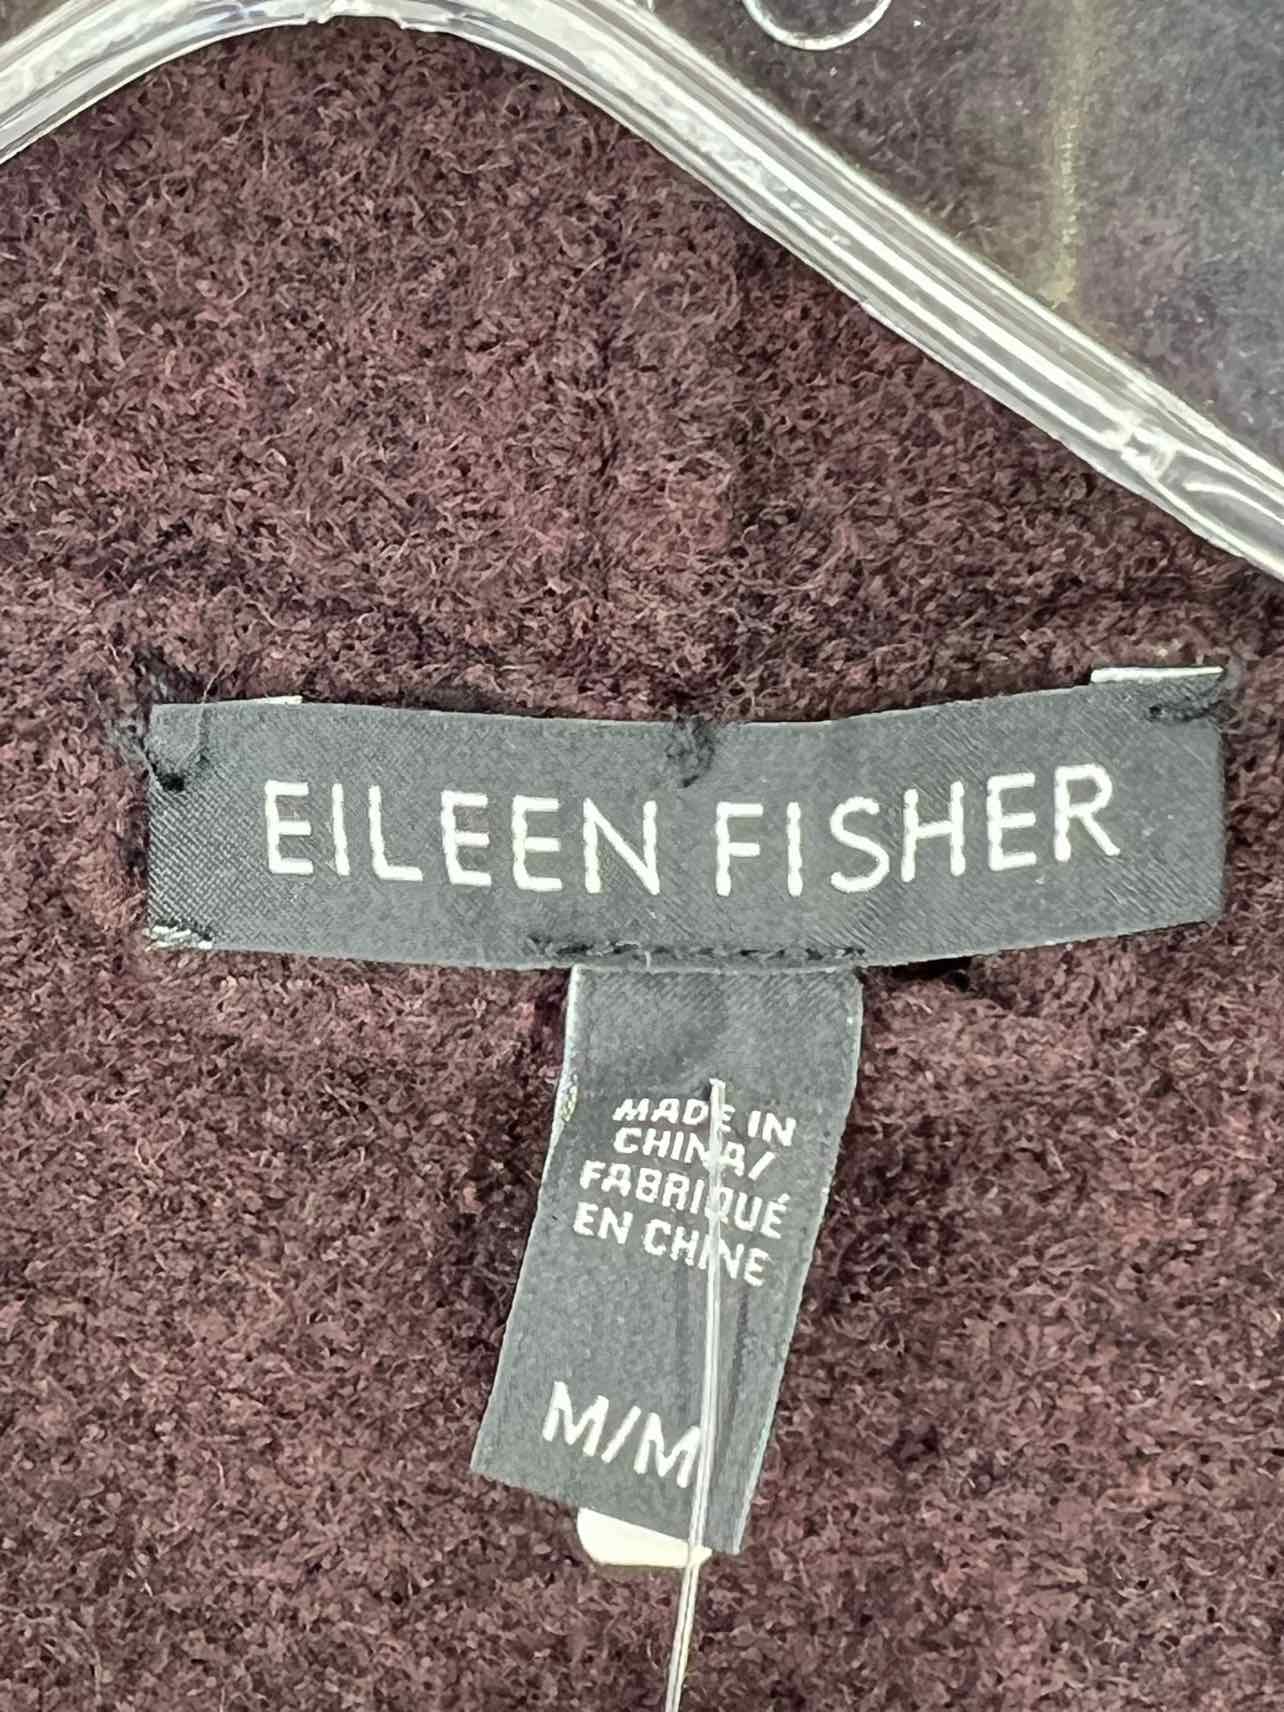 EILEEN FISHER
MADE IN
CHINA/
FABRIQUÉ
EN CHINE
M/M